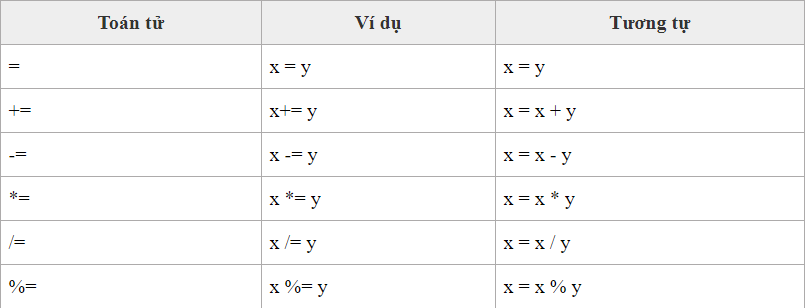 Toán tử Ví dụ Tương tự
= x = y x = y
+= x+= y x = x + y
-= x -= y x = x - y
*= x *= y x = x * y
/= x /= y x = x / y
%= x %= y x = x % y